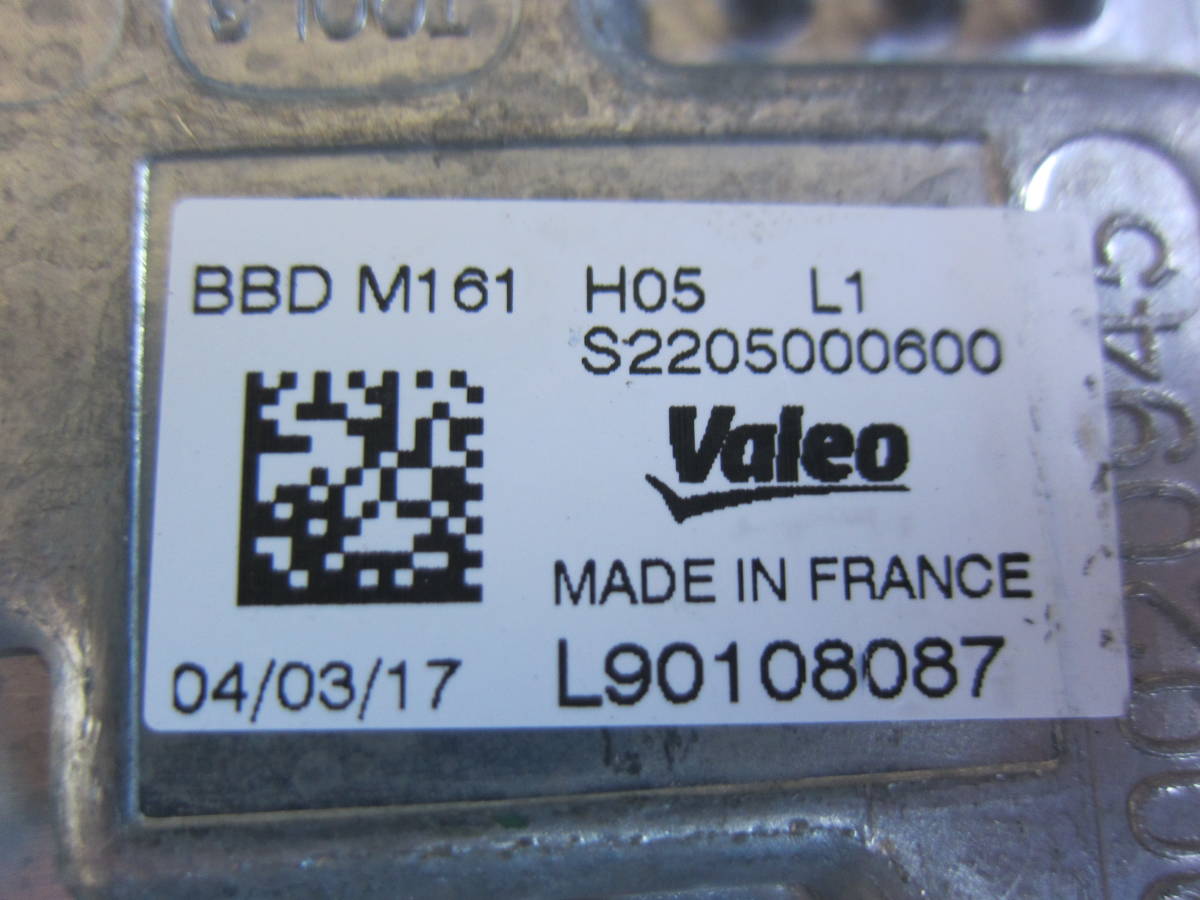 BBD M161 H05 L1
S2205000600
Valeo
MADE IN FRANCE
04/03/17 L90108087